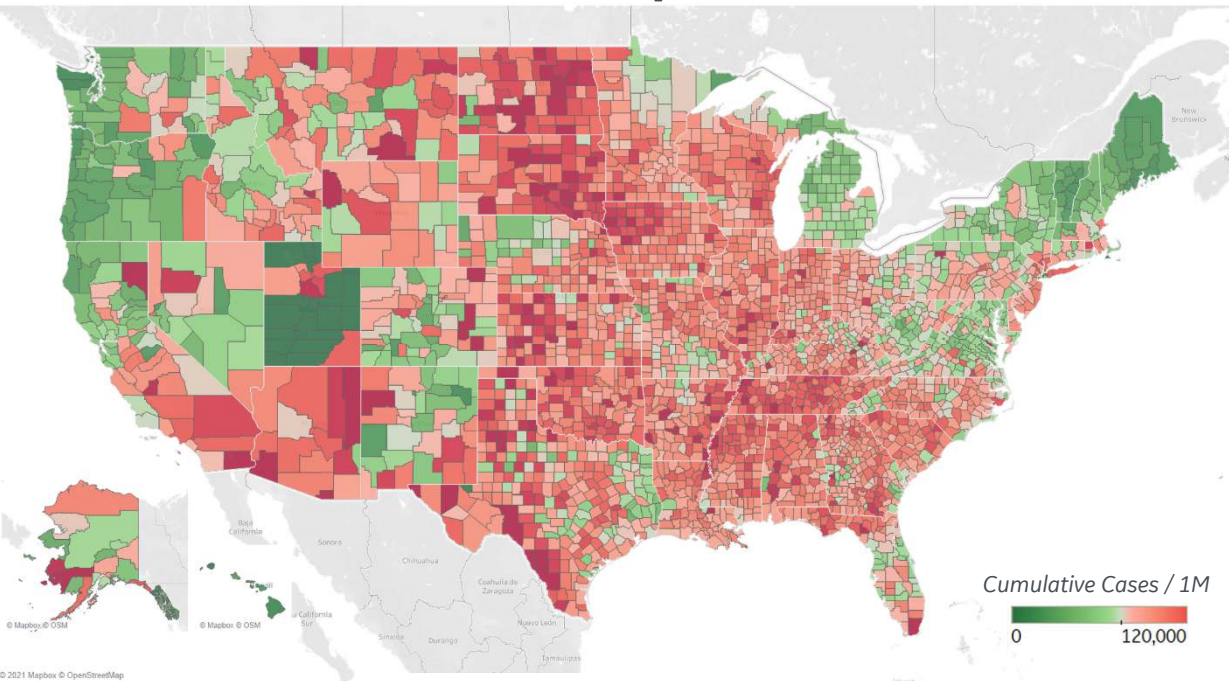 New
Brunswick
Baja
California
Sonora
Chihuahua
Coahuila de
Zaragoza
Nuevo León
Sinaloa
Durango
Tamaulipas
California
Sur
© Mapbox © OSM
© Mapbox © OSM
Cumulative Cases / 1M
0
120,000
© 2021 Mapbox © OpenStreetMap